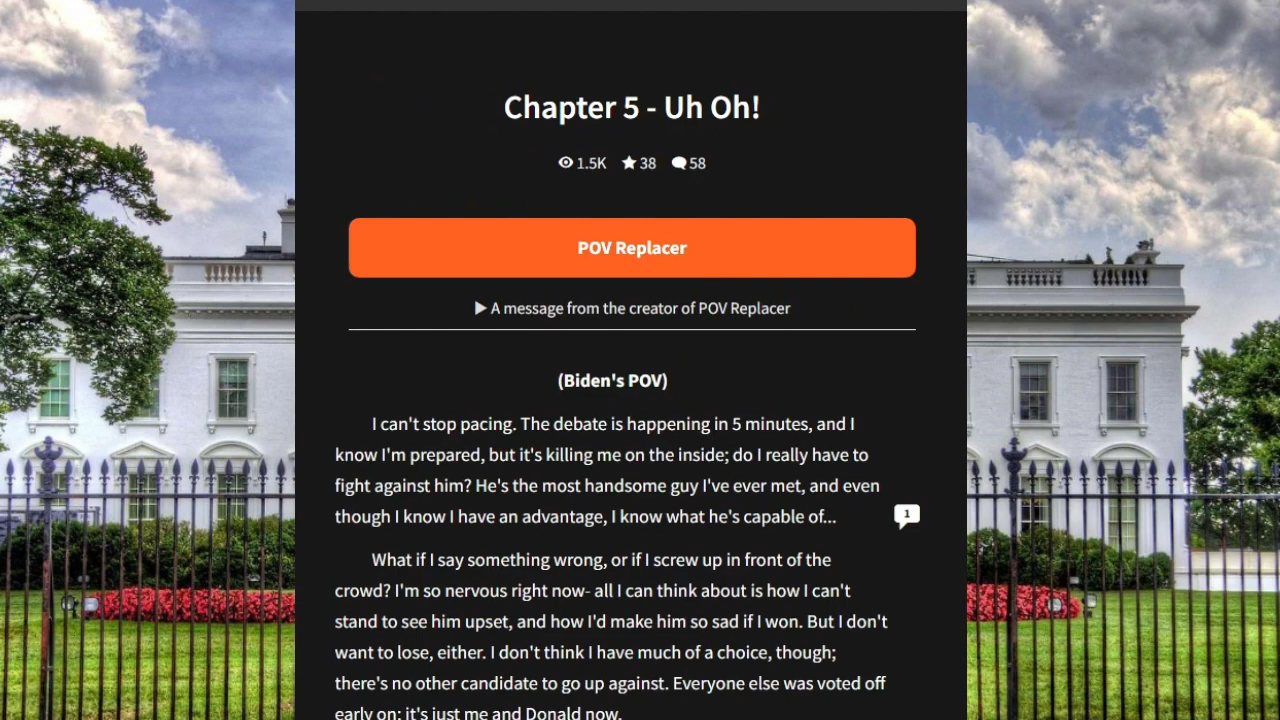 Chapter 5 - Uh Oh!
1.5K 38 58
POV Replacer
▶ A message from the creator of POV Replacer
(Biden's POV)
I can't stop pacing. The debate is happening in 5 minutes, and I
know I'm prepared, but it's killing me on the inside; do I really have to
fight against him? He's the most handsome guy I've ever met, and even
though I know I have an advantage, I know what he's capable of...
1
What if I say something wrong, or if I screw up in front of the
crowd? I'm so nervous right now- all I can think about is how I can't
stand to see him upset, and how I'd make him so sad if I won. But I don't
want to lose, either. I don't think I have much of a choice, though;
there's no other candidate to go up against. Everyone else was voted off
early on; it's just me and Donald now.